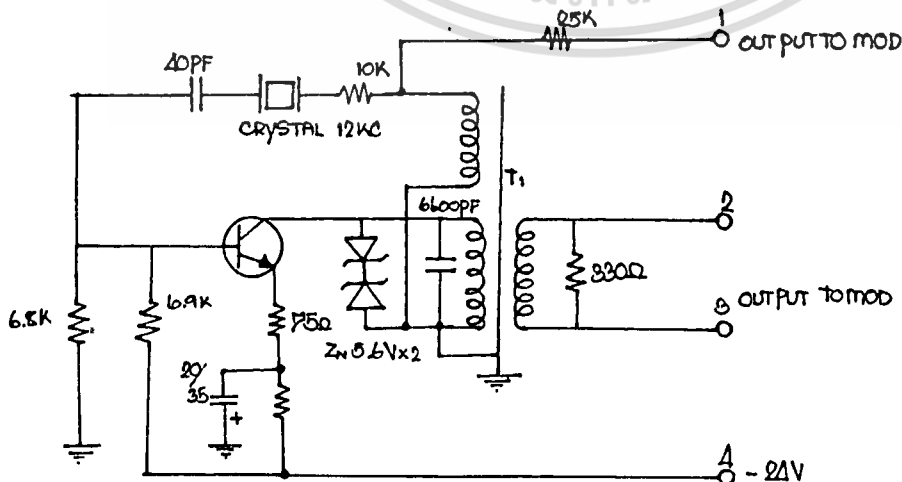 1
25K
OUTPUT TO MOD
40PF
10K
CRYSTAL 12KC
T1
6600PF
2
330Ω
3
OUTPUT TO MOD
6.8K
6.9K
75Ω
ZN 5.6V×2
20/
35
+
4
- 24V